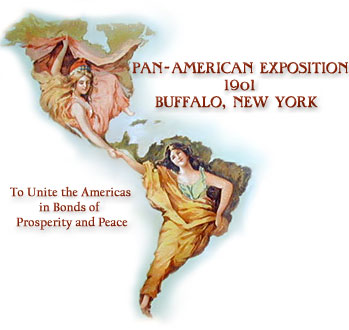 PAN-AMERICAN EXPOSITION
1901
BUFFALO, NEW YORK
To Unite the Americas
in Bonds of
Prosperity and Peace